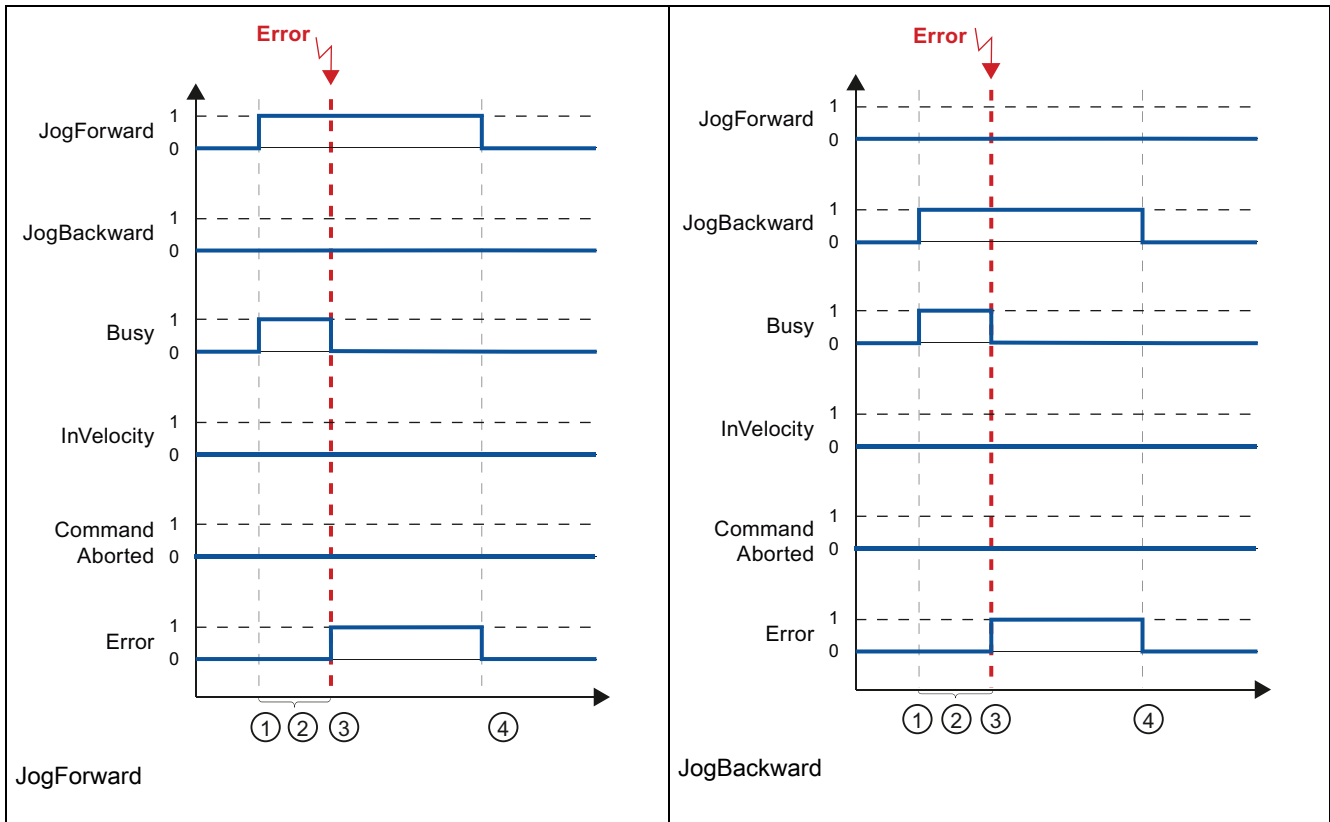 Error
1
JogForward
0
1
JogBackward
0
1
Busy
0
1
InVelocity
0
1
Command
Aborted 0
1
Error
0
① ② ③ ④
JogForward
Error
1
JogForward
0
1
JogBackward
0
1
Busy
0
1
InVelocity
0
1
Command
Aborted 0
1
Error
0
① ② ③ ④
JogBackward